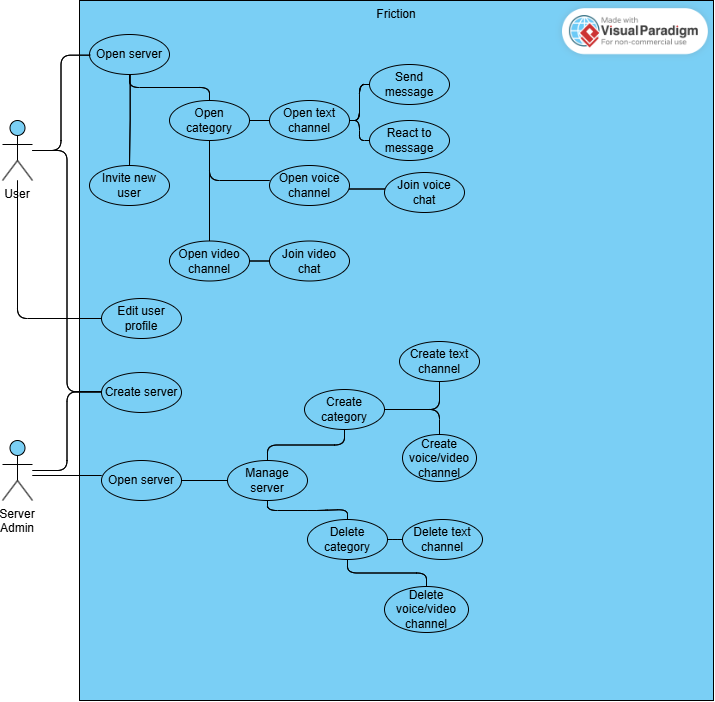 Friction
Made with
VisualParadigm
For non-commercial use
Open server
Send
message
Open
category
Open text
channel
React to
message
User
Invite new
user
Open voice
channel
Join voice
chat
Open video
channel
Join video
chat
Edit user
profile
Create text
channel
Create server
Create
category
Create
voice/video
channel
Server
Admin
Open server
Manage
server
Delete
category
Delete text
channel
Delete
voice/video
channel